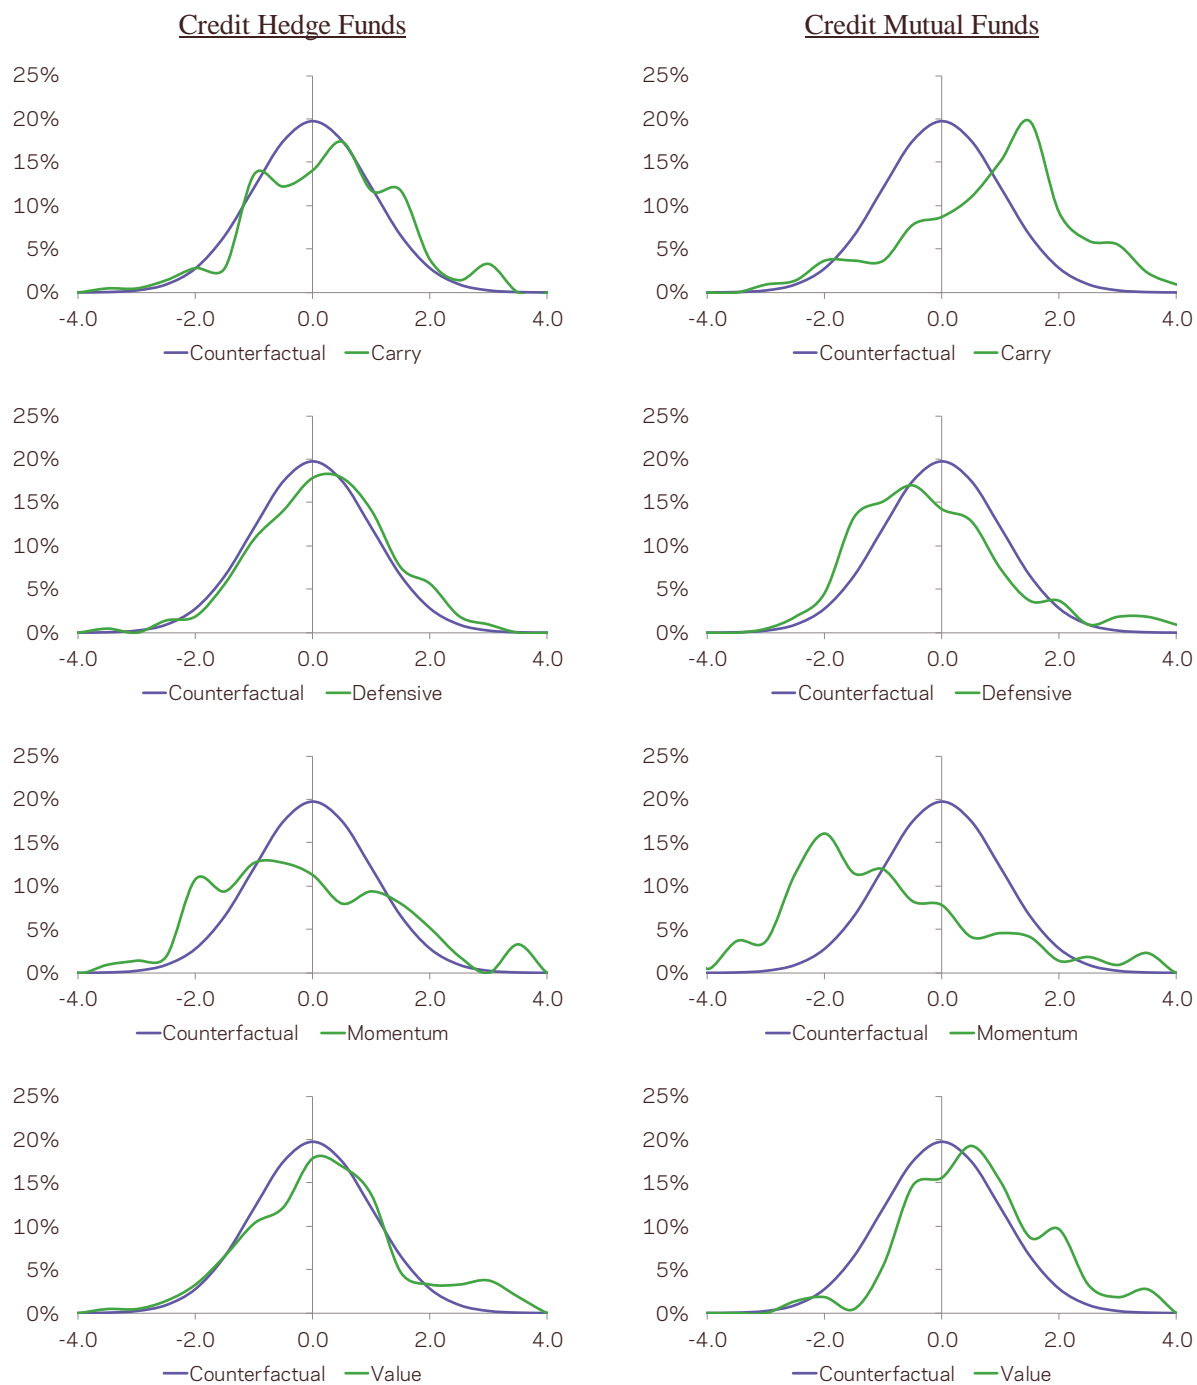 Credit Hedge Funds
Credit Mutual Funds
25%
20%
15%
10%
5%
0%
-4.0 -2.0 0.0 2.0 4.0
Counterfactual Carry
25%
20%
15%
10%
5%
0%
-4.0 -2.0 0.0 2.0 4.0
Counterfactual Carry
25%
20%
15%
10%
5%
0%
-4.0 -2.0 0.0 2.0 4.0
Counterfactual Defensive
25%
20%
15%
10%
5%
0%
-4.0 -2.0 0.0 2.0 4.0
Counterfactual Defensive
25%
20%
15%
10%
5%
0%
-4.0 -2.0 0.0 2.0 4.0
Counterfactual Momentum
25%
20%
15%
10%
5%
0%
-4.0 -2.0 0.0 2.0 4.0
Counterfactual Momentum
25%
20%
15%
10%
5%
0%
-4.0 -2.0 0.0 2.0 4.0
Counterfactual Value
25%
20%
15%
10%
5%
0%
-4.0 -2.0 0.0 2.0 4.0
Counterfactual Value